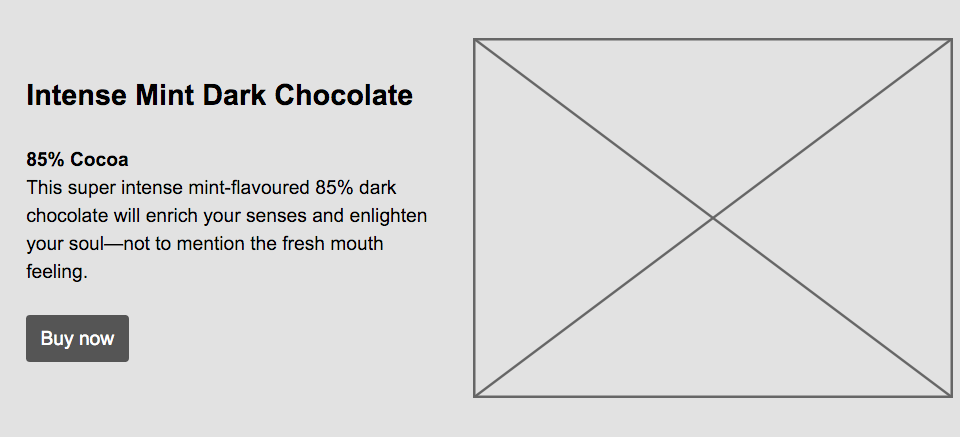 Intense Mint Dark Chocolate
85% Cocoa
This super intense mint-flavoured 85% dark
chocolate will enrich your senses and enlighten
your soul—not to mention the fresh mouth
feeling.
Buy now